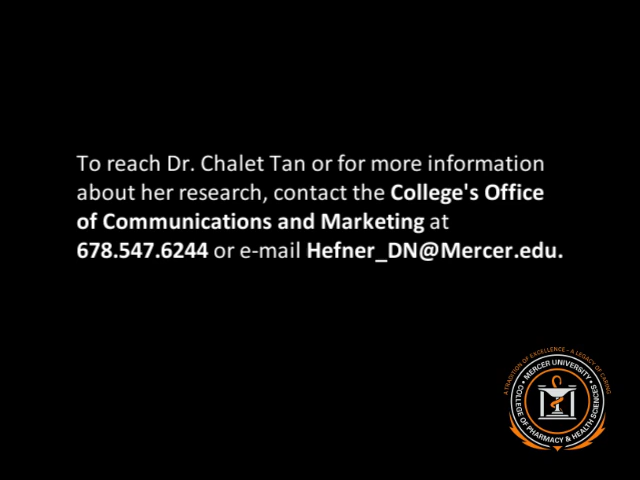 To reach Dr. Chalet Tan or for more information
about her research, contact the College's Office
of Communications and Marketing at
678.547.6244 or e-mail Hefner_DN@Mercer.edu.
A TRADITION OF EXCELLENCE - A LEGACY OF CARING
MERCER UNIVERSITY
COLLEGE OF PHARMACY & HEALTH SCIENCES